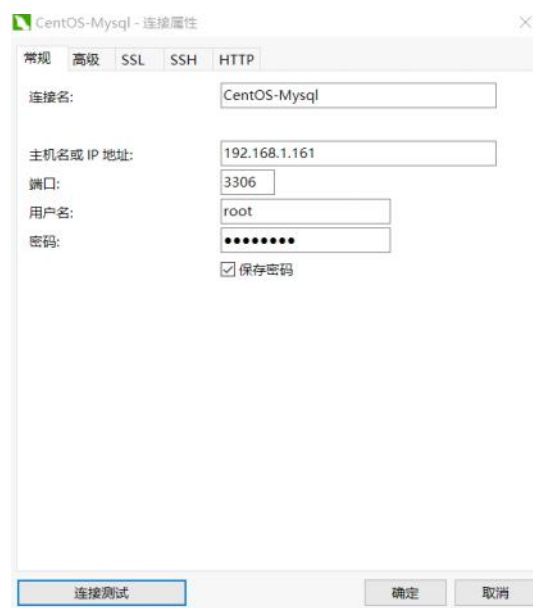 CentOS-Mysql - 连接属性
常规 高级 SSL SSH HTTP
连接名: CentOS-Mysql
主机名或 IP 地址: 192.168.1.161
端口: 3306
用户名: root
密码: ●●●●●●●●
保存密码
连接测试 确定 取消